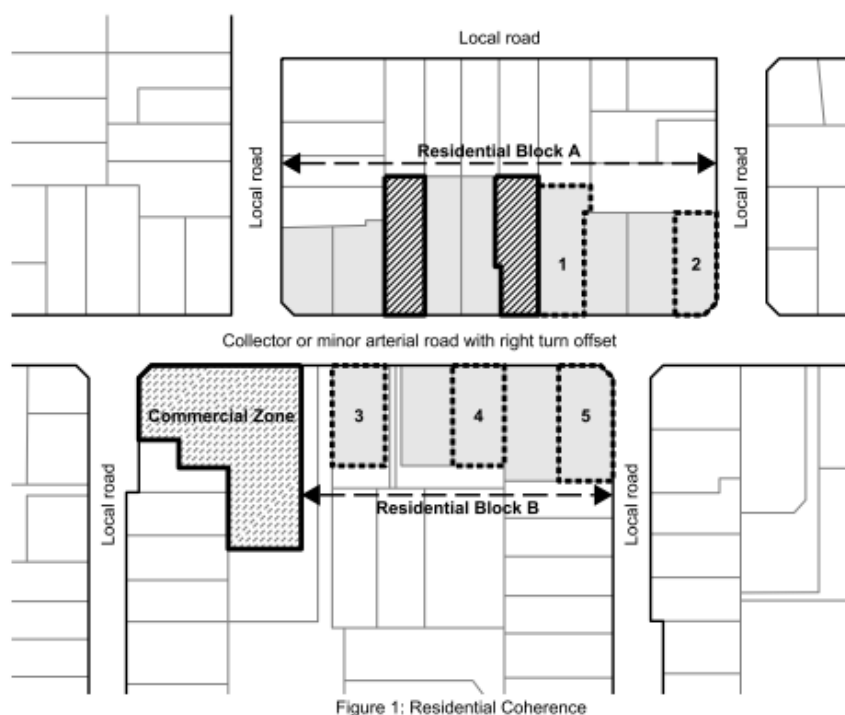 Local road
Residential Block A
Local road
Local road
1
2
Collector or minor arterial road with right turn offset
Commercial Zone
3
4
5
Residential Block B
Local road
Local road
Figure 1: Residential Coherence